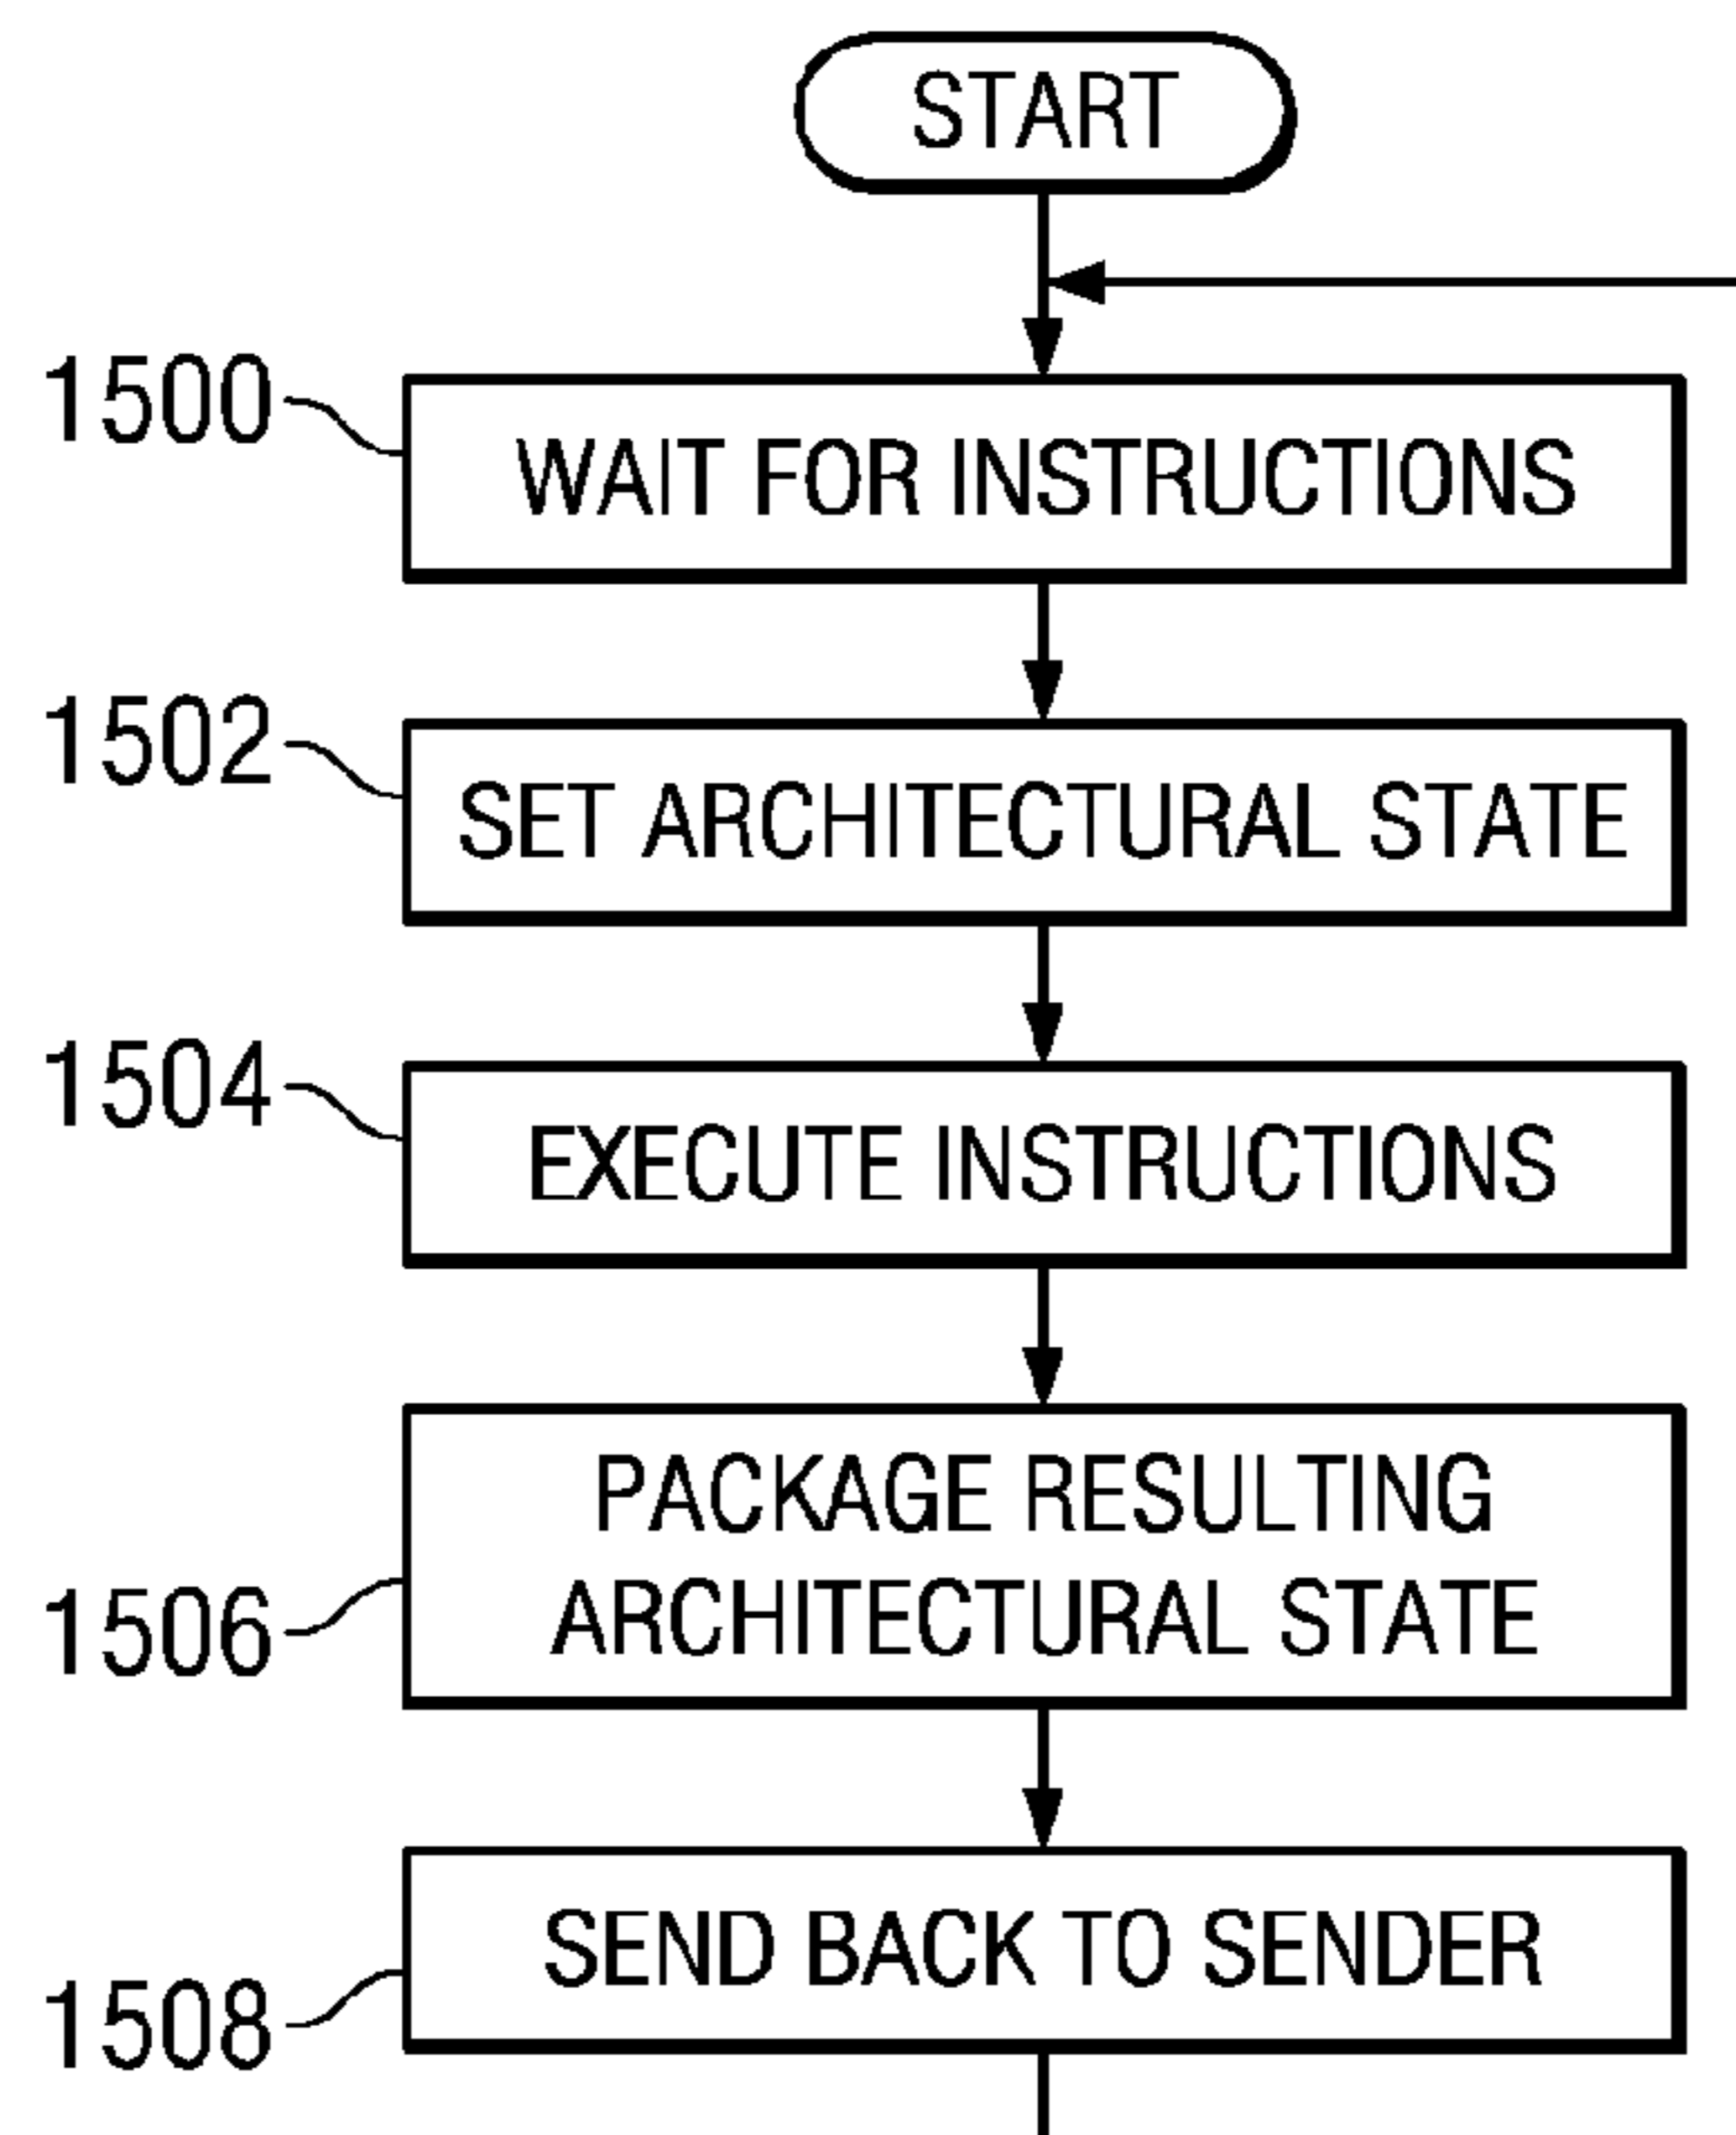 START
1500
WAIT FOR INSTRUCTIONS
1502
SET ARCHITECTURAL STATE
1504
EXECUTE INSTRUCTIONS
PACKAGE RESULTING
ARCHITECTURAL STATE
1506
SEND BACK TO SENDER
1508